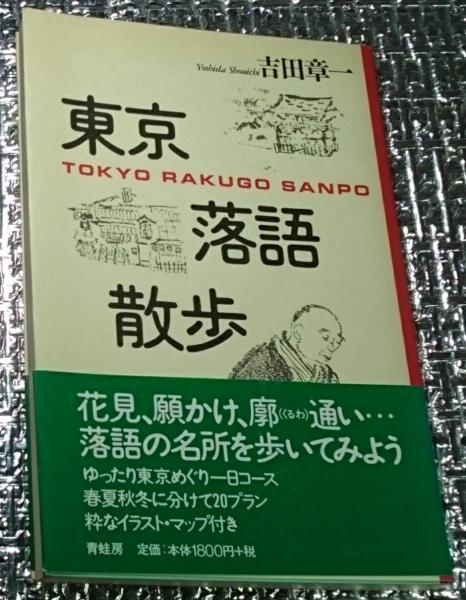 Yoshida Shouichi 吉田章一
東京
TOKYO RAKUGO SANPO
落語
散歩
花見、願かけ、廓(くるわ)通い…
落語の名所を歩いてみよう
ゆったり東京めぐり一日コース
春夏秋冬に分けて20プラン
粋なイラスト・マップ付き
青蛙房 定価:本体1800円+税